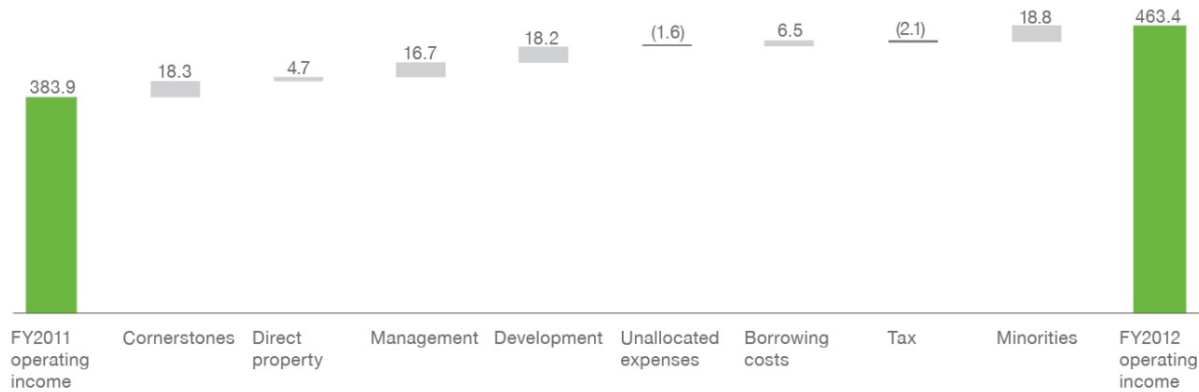 383.9
18.3
4.7
16.7
18.2
(1.6)
6.5
(2.1)
18.8
463.4
FY2011
operating
income
Cornerstones
Direct
property
Management
Development
Unallocated
expenses
Borrowing
costs
Tax
Minorities
FY2012
operating
income